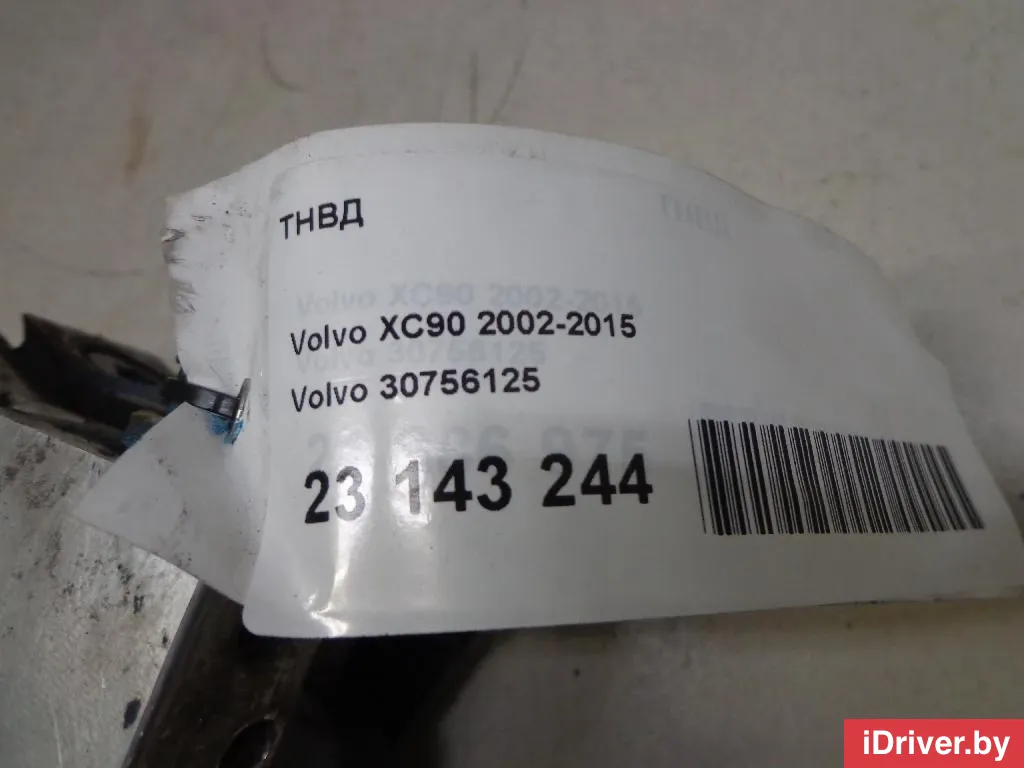 ТНВД
Volvo XC90 2002-2015
Volvo 30756125
23 143 244
iDriver.by